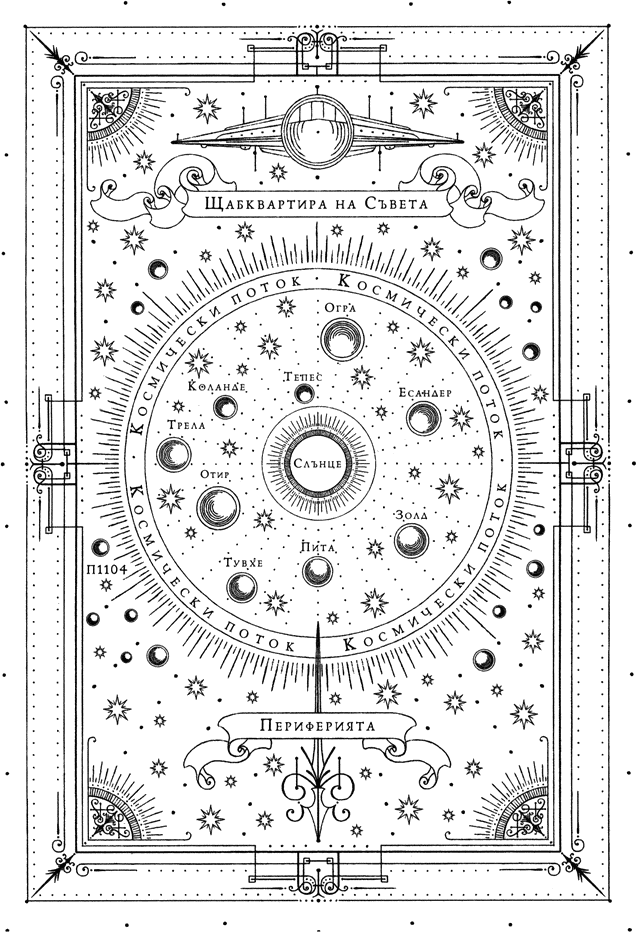 Щабквартира на Съвета
Космически поток · Космически поток
Огра
Тепес
Коланде
Есандер
Трела
Слънце
Отир
Золд
Пита
Тувхе
П1104
Космически поток
Космически поток
Периферията